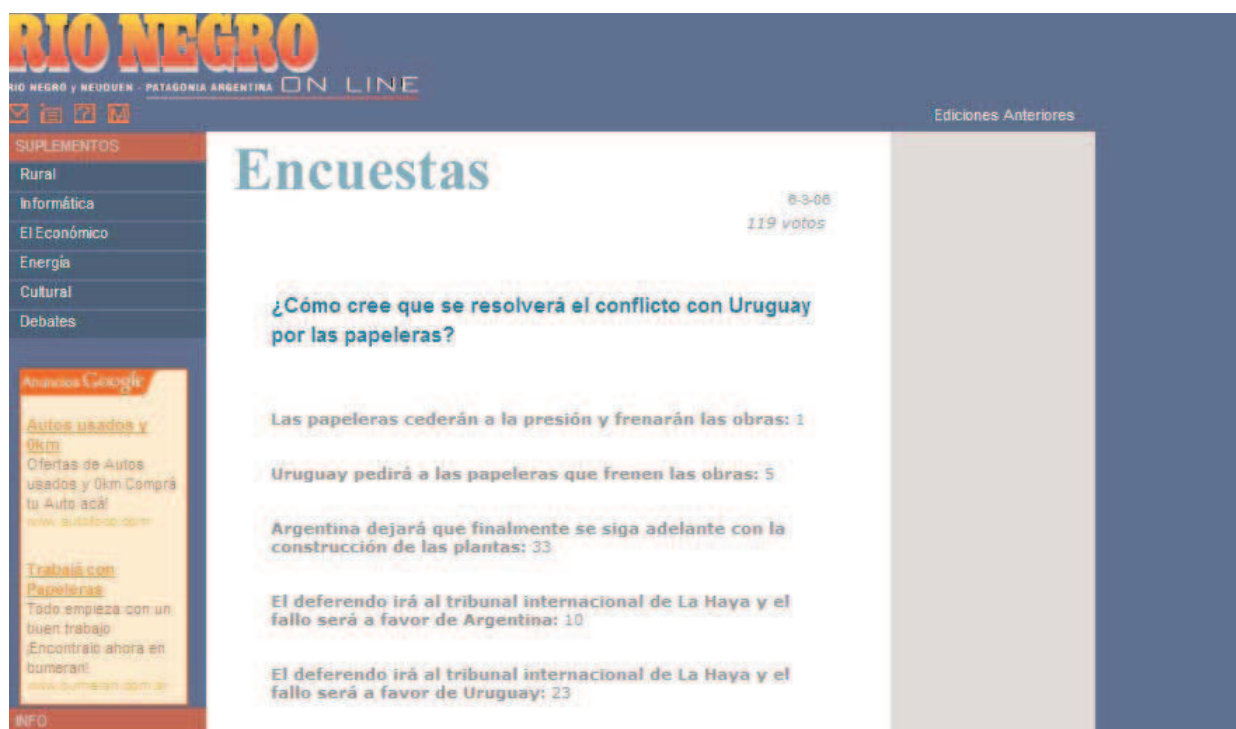 RIO NEGRO
RIO NEGRO y NEUQUEN - PATAGONIA ARGENTINA ON LINE
Ediciones Anteriores
SUPLEMENTOS
Rural
Informática
El Económico
Energía
Cultural
Debates
Anuncios Google
Autos usados y
0km
Ofertas de Autos
usados y 0km Comprá
tu Auto acá!
Trabajá con
Papeleras
Todo empieza con un
buen trabajo
¡Encontralo ahora en
bumeran!
www.bumeran.com.ar
INFO
Encuestas
6-3-06
119 votos
¿Cómo cree que se resolverá el conflicto con Uruguay
por las papeleras?
Las papeleras cederán a la presión y frenarán las obras: 1
Uruguay pedirá a las papeleras que frenen las obras: 5
Argentina dejará que finalmente se siga adelante con la
construcción de las plantas: 33
El deferendo irá al tribunal internacional de La Haya y el
fallo será a favor de Argentina: 10
El deferendo irá al tribunal internacional de La Haya y el
fallo será a favor de Uruguay: 23